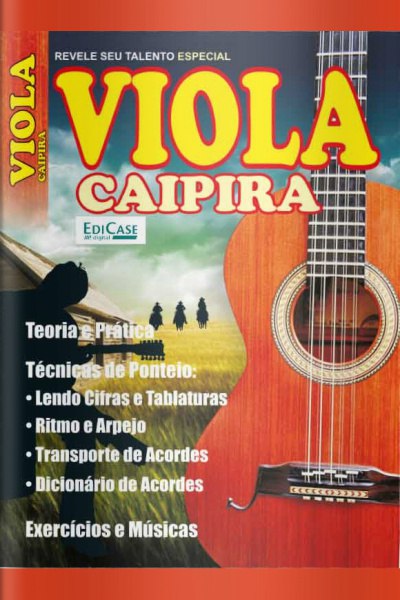 REVELE SEU TALENTO ESPECIAL
VIOLA
CAIPIRA
VIOLA
CAIPIRA
EDICASE
digital
Teoria e Prática
Técnicas de Ponteio:
• Lendo Cifras e Tablaturas
• Ritmo e Arpejo
• Transporte de Acordes
• Dicionário de Acordes
Exercícios e Músicas